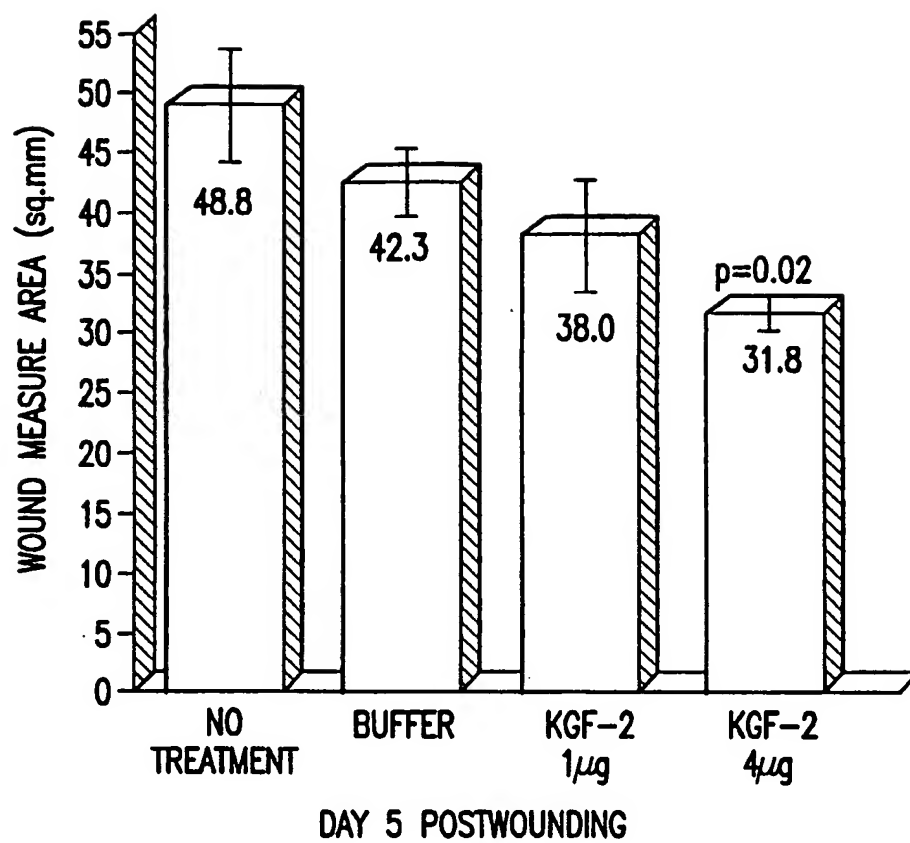 WOUND MEASURE AREA (sq.mm)
55
50
45
40
35
30
25
20
15
10
5
0
48.8
42.3
38.0
p=0.02
31.8
NO
TREATMENT
BUFFER
KGF-2
1µg
KGF-2
4µg
DAY 5 POSTWOUNDING